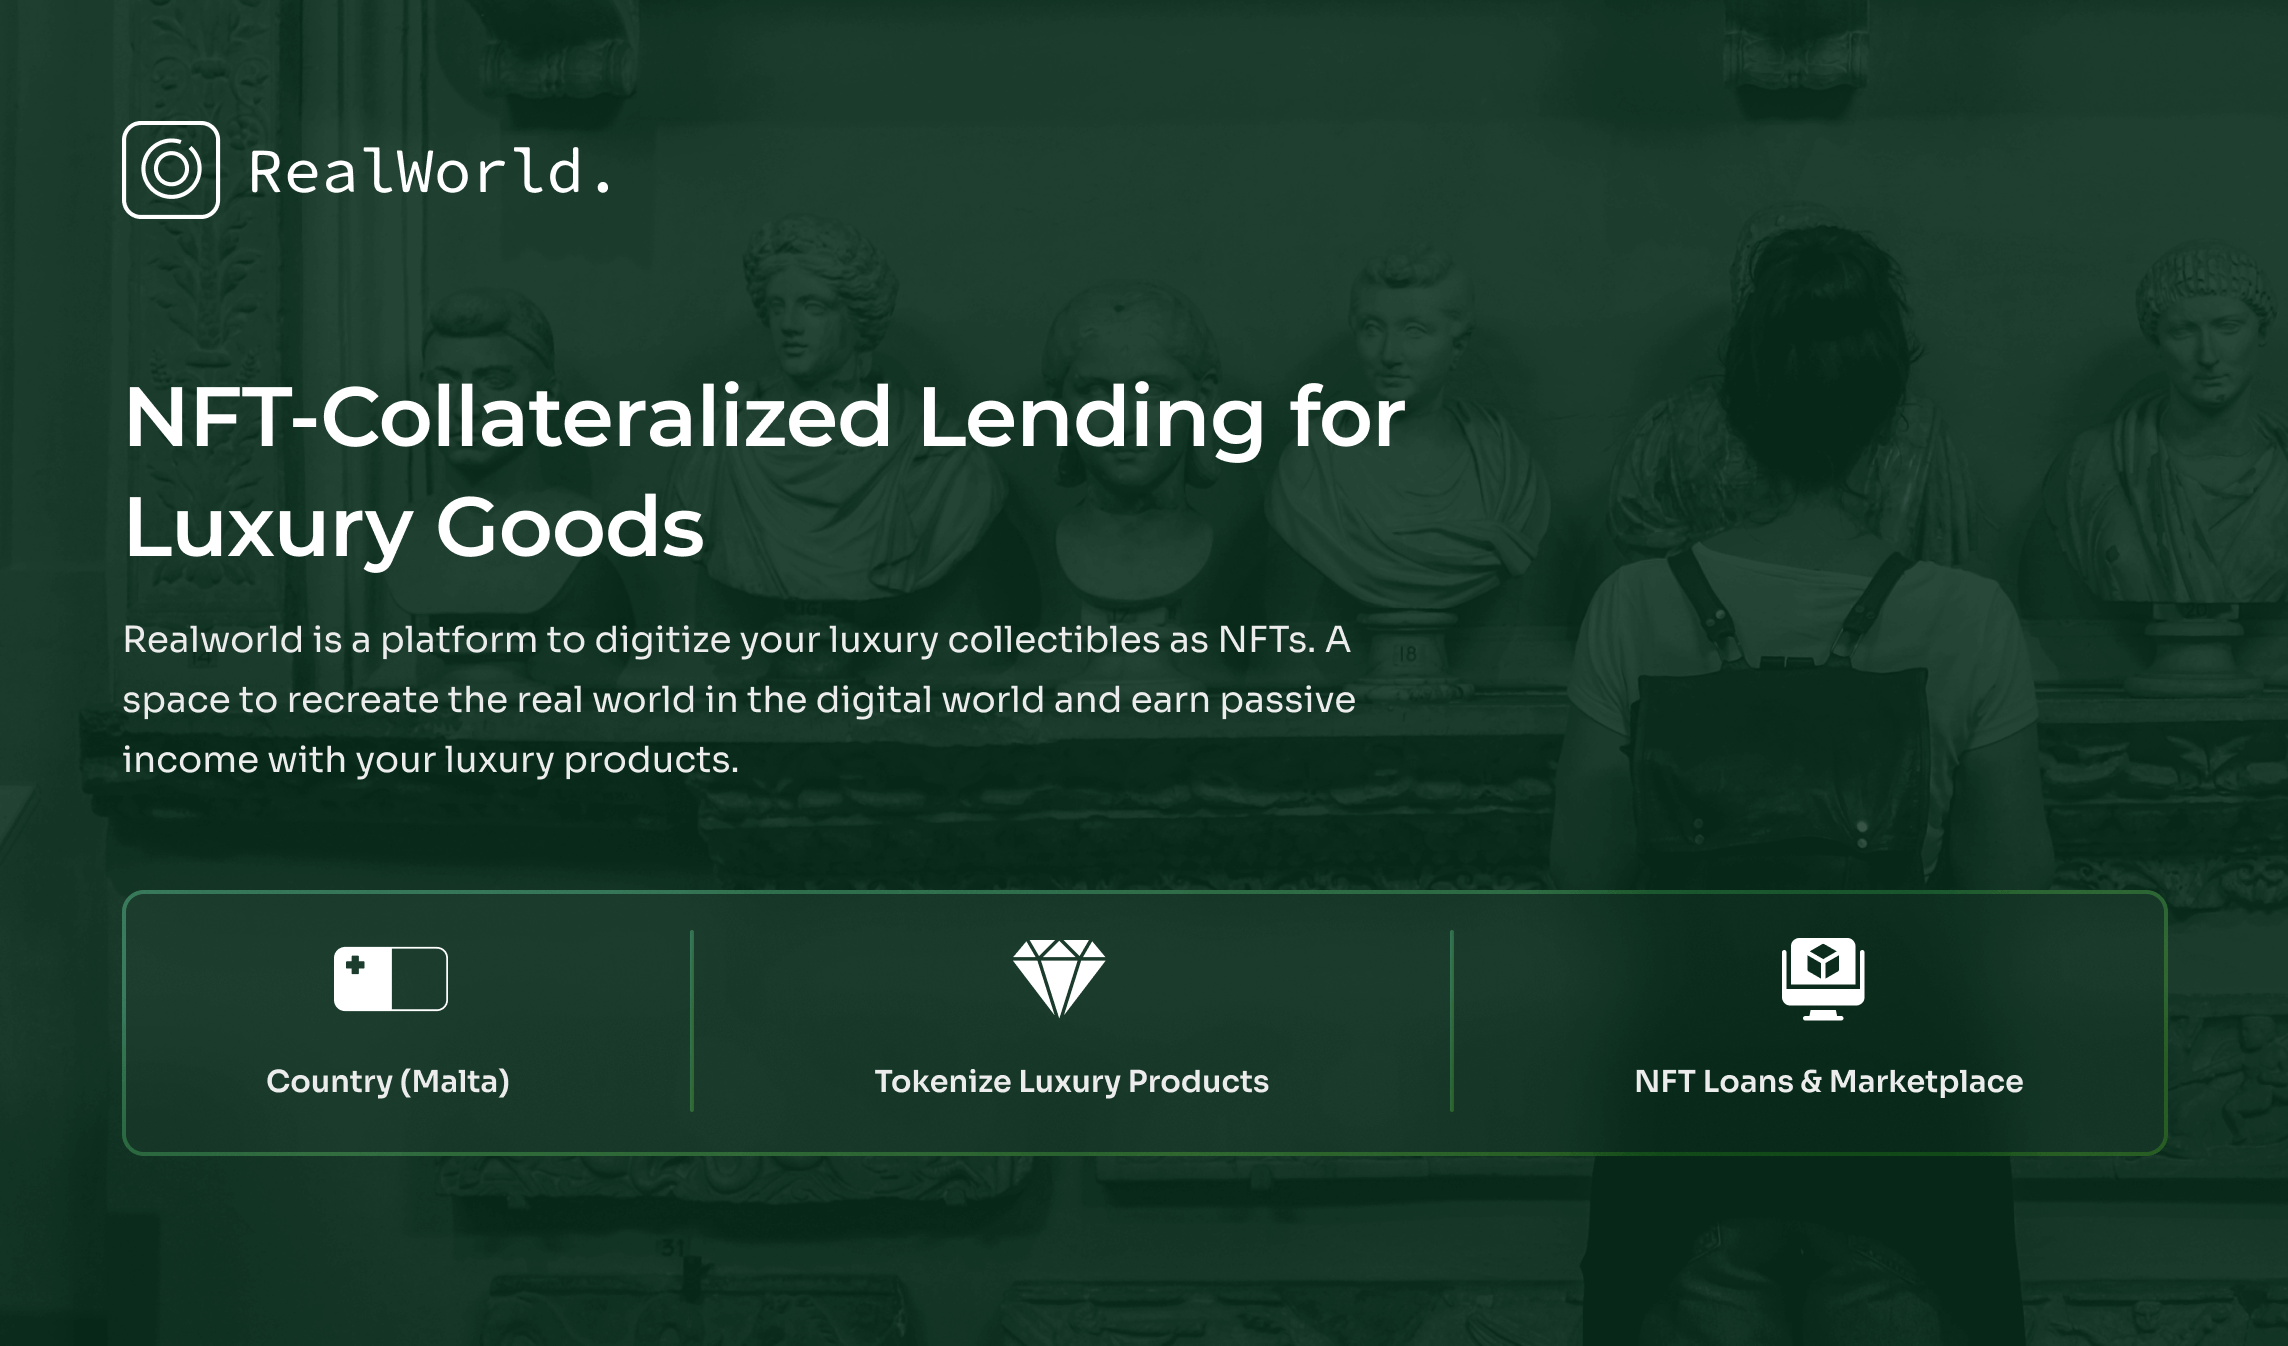 RealWorld.
NFT-Collateralized Lending for
Luxury Goods
Realworld is a platform to digitize your luxury collectibles as NFTs. A
space to recreate the real world in the digital world and earn passive
income with your luxury products.
18
Country (Malta)
Tokenize Luxury Products
NFT Loans & Marketplace
31